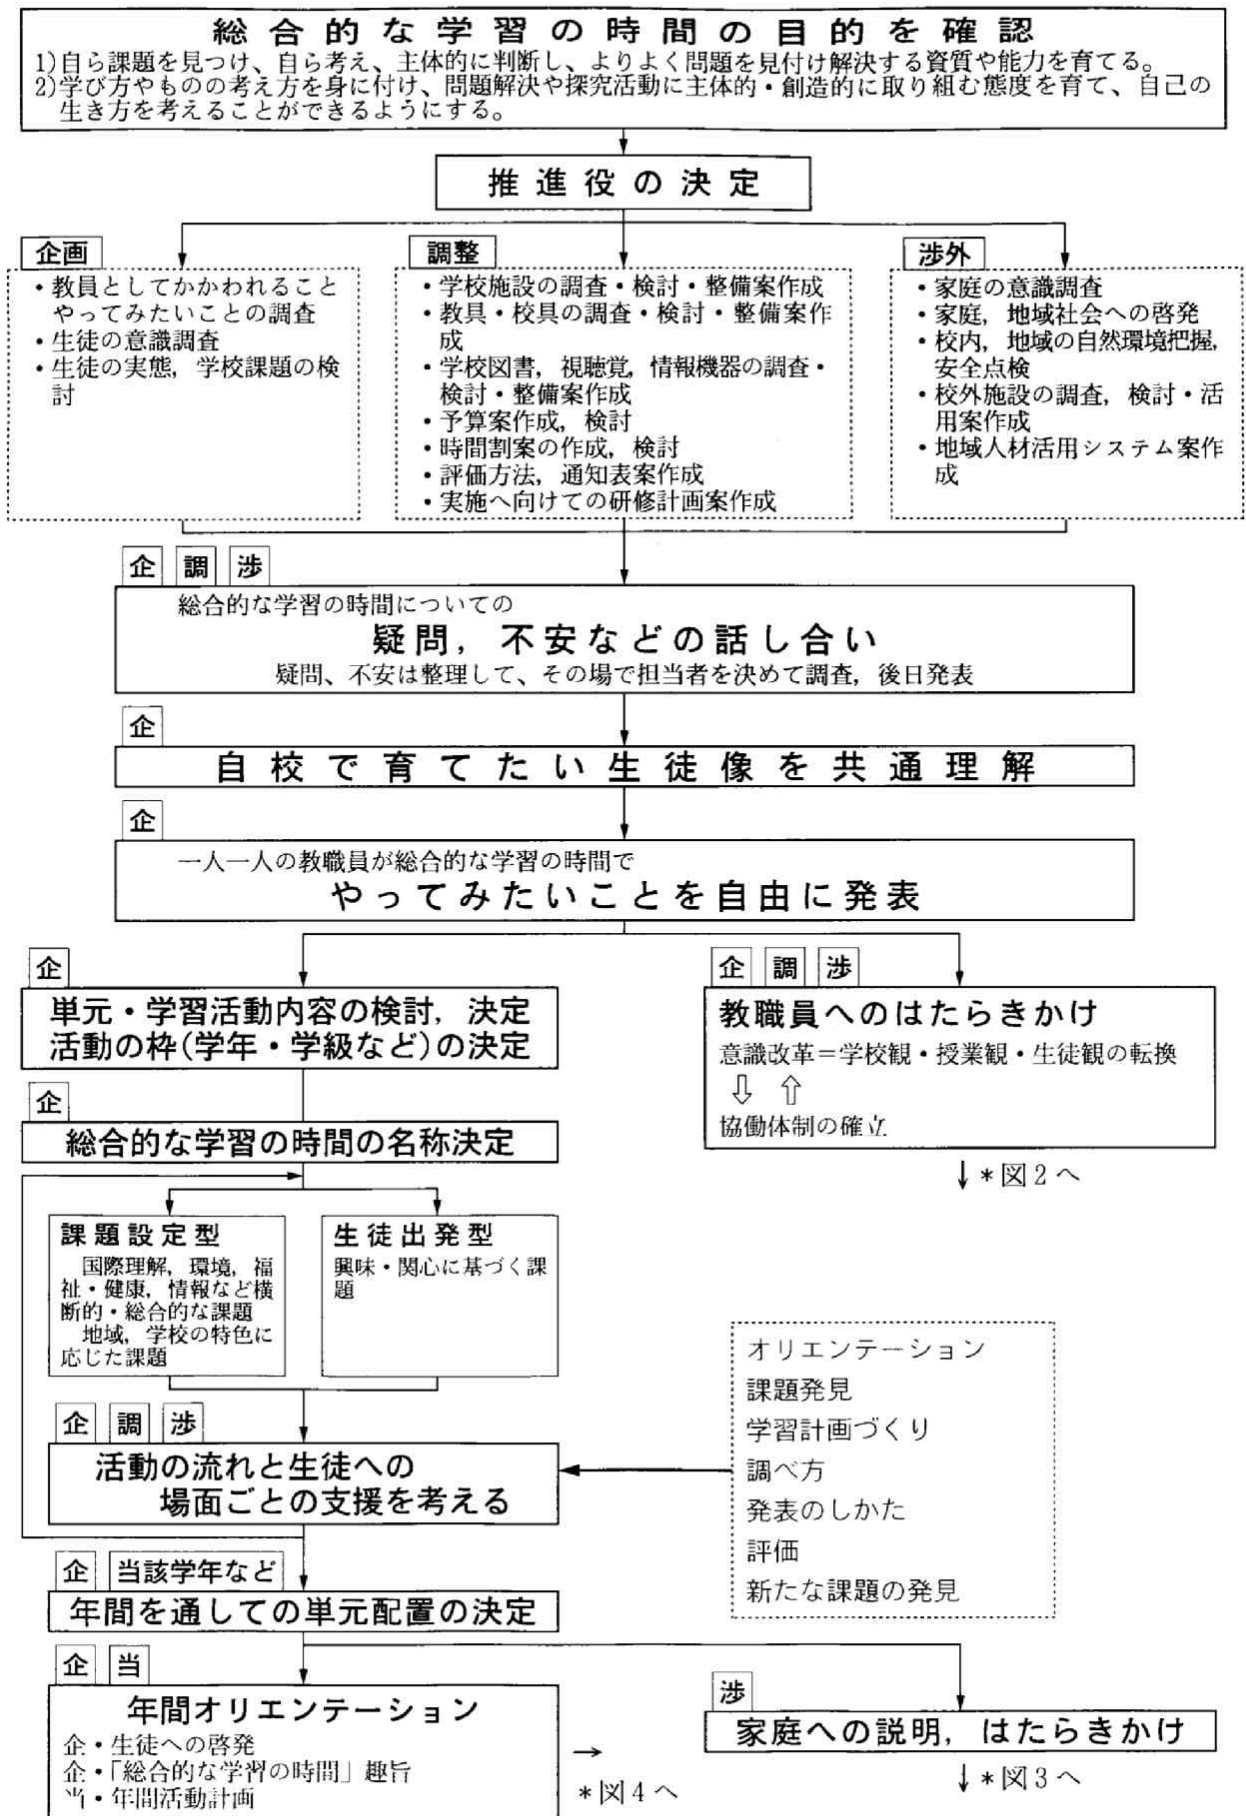 総合的な学習の時間の目的を確認
1)自ら課題を見つけ、自ら考え、主体的に判断し、よりよく問題を見付け解決する資質や能力を育てる。
2)学び方やものの考え方を身に付け、問題解決や探究活動に主体的・創造的に取り組む態度を育て、自己の
生き方を考えることができるようにする。
推進役の決定
企画
・教員としてかかわれること
やってみたいことの調査
・生徒の意識調査
・生徒の実態，学校課題の検
討
調整
・学校施設の調査・検討・整備案作成
・教具・校具の調査・検討・整備案作
成
・学校図書，視聴覚，情報機器の調査・
検討・整備案作成
・予算案作成，検討
・時間割案の作成，検討
・評価方法，通知表案作成
・実施へ向けての研修計画案作成
渉外
・家庭の意識調査
・家庭，地域社会への啓発
・校内，地域の自然環境把握，
安全点検
・校外施設の調査，検討・活
用案作成
・地域人材活用システム案作
成
企 調 渉
総合的な学習の時間についての
疑問，不安などの話し合い
疑問、不安は整理して、その場で担当者を決めて調査，後日発表
企
自校で育てたい生徒像を共通理解
企
一人一人の教職員が総合的な学習の時間で
やってみたいことを自由に発表
企
単元・学習活動内容の検討，決定
活動の枠(学年・学級など)の決定
企 調 渉
教職員へのはたらきかけ
意識改革＝学校観・授業観・生徒観の転換
⇩ ⇧
協働体制の確立
↓＊図2へ
企
総合的な学習の時間の名称決定
課題設定型
国際理解，環境，福
祉・健康，情報など横
断的・総合的な課題
地域，学校の特色に
応じた課題
生徒出発型
興味・関心に基づく課
題
企 調 渉
活動の流れと生徒への
場面ごとの支援を考える
オリエンテーション
課題発見
学習計画づくり
調べ方
発表のしかた
評価
新たな課題の発見
企 当該学年など
年間を通しての単元配置の決定
企 当
年間オリエンテーション
企・生徒への啓発
企・「総合的な学習の時間」趣旨
当・年間活動計画
→
＊図4へ
渉
家庭への説明，はたらきかけ
↓＊図3へ